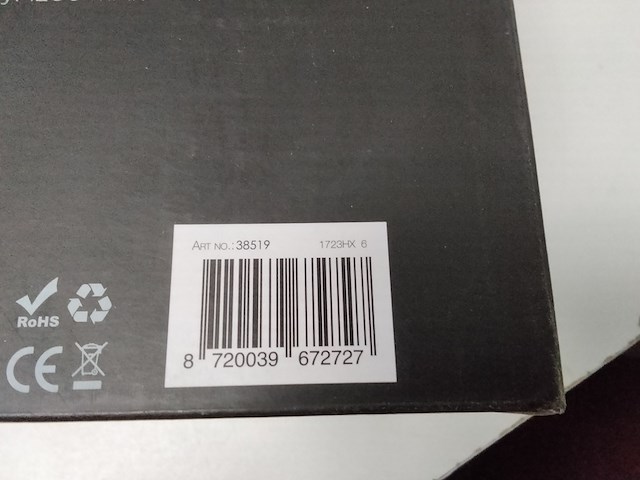 ART NO.: 38519 1723HX 6
RoHS
CE
8 720039 672727